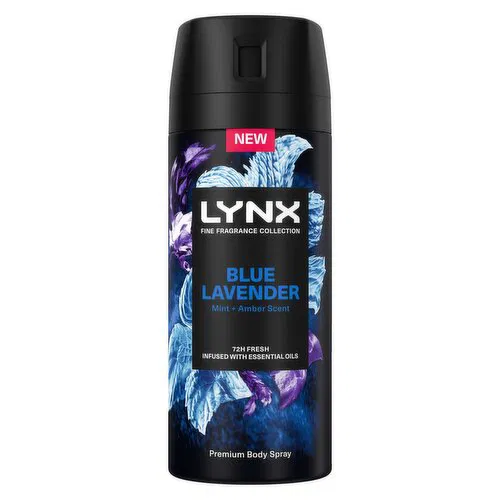 NEW
LYNX
FINE FRAGRANCE COLLECTION
BLUE
LAVENDER
Mint + Amber Scent
72H FRESH
INFUSED WITH ESSENTIAL OILS
Premium Body Spray